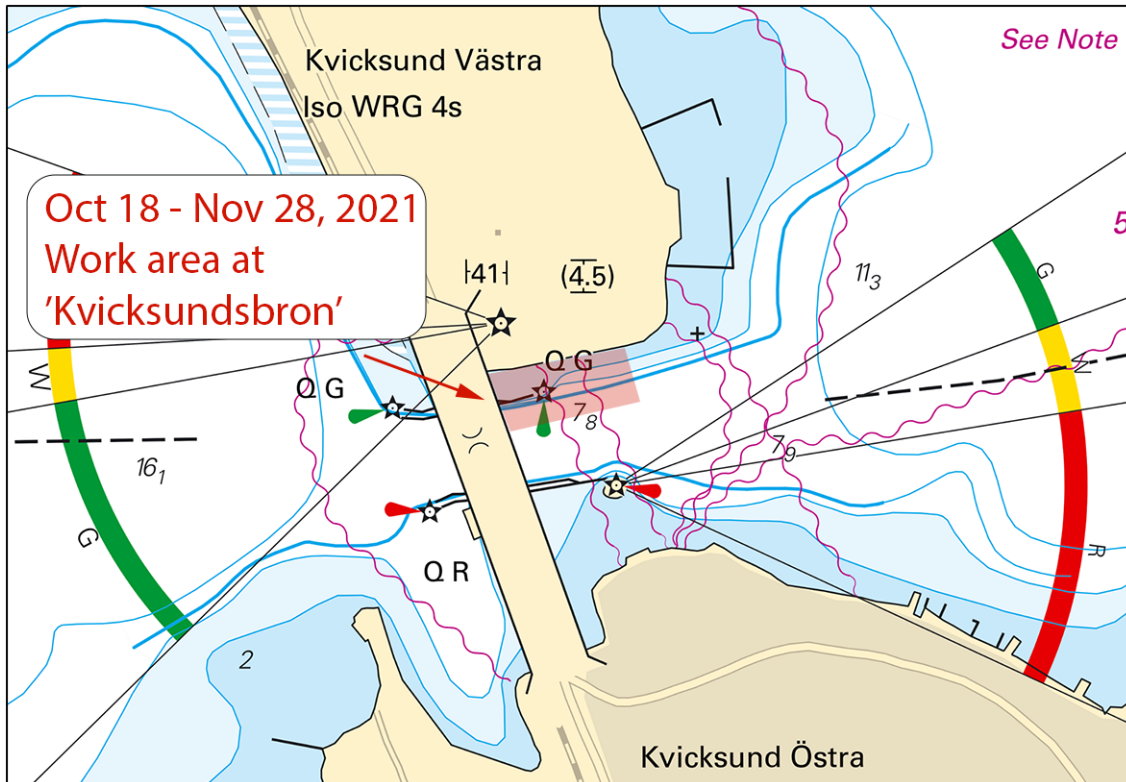 See Note
Kvicksund Västra
Iso WRG 4s
Oct 18 - Nov 28, 2021
Work area at
'Kvicksundsbron'
5
41
(4.5)
11₃
G
W
R
Q G
Q G
7₈
7₉
W
G
16₁
Q R
2
Kvicksund Östra